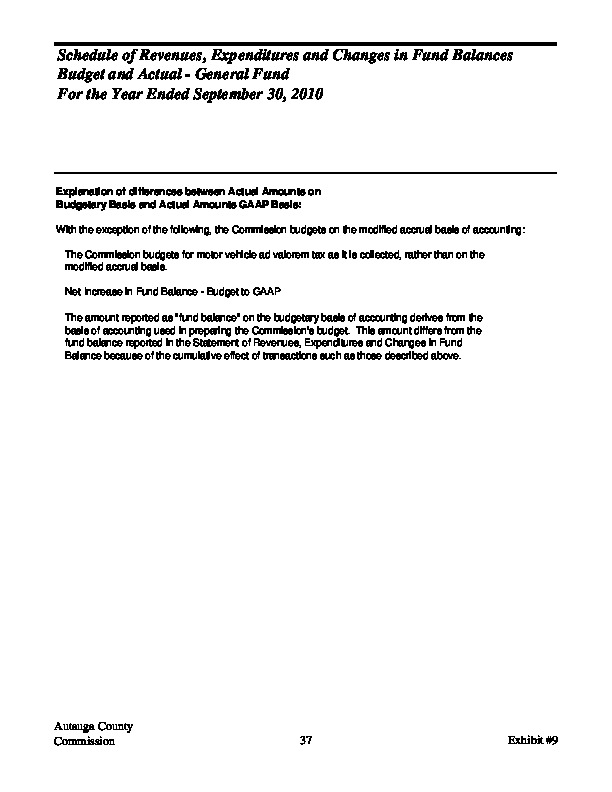 Schedule of Revenues, Expenditures and Changes in Fund Balances
Budget and Actual - General Fund
For the Year Ended September 30, 2010
Explanation of differences between Actual Amounts on
Budgetary Basis and Actual Amounts GAAP Basis:
With the exception of the following, the Commission budgets on the modified accrual basis of accounting:
The Commission budgets for motor vehicle ad valorem tax as it is collected, rather than on the
modified accrual basis.
Net Increase in Fund Balance - Budget to GAAP
The amount reported as "fund balance" on the budgetary basis of accounting derives from the
basis of accounting used in preparing the Commission's budget.  This amount differs from the
fund balance reported in the Statement of Revenues, Expenditures and Changes in Fund
Balance because of the cumulative effect of transactions such as those described above.
Autauga County
Commission 37 Exhibit #9